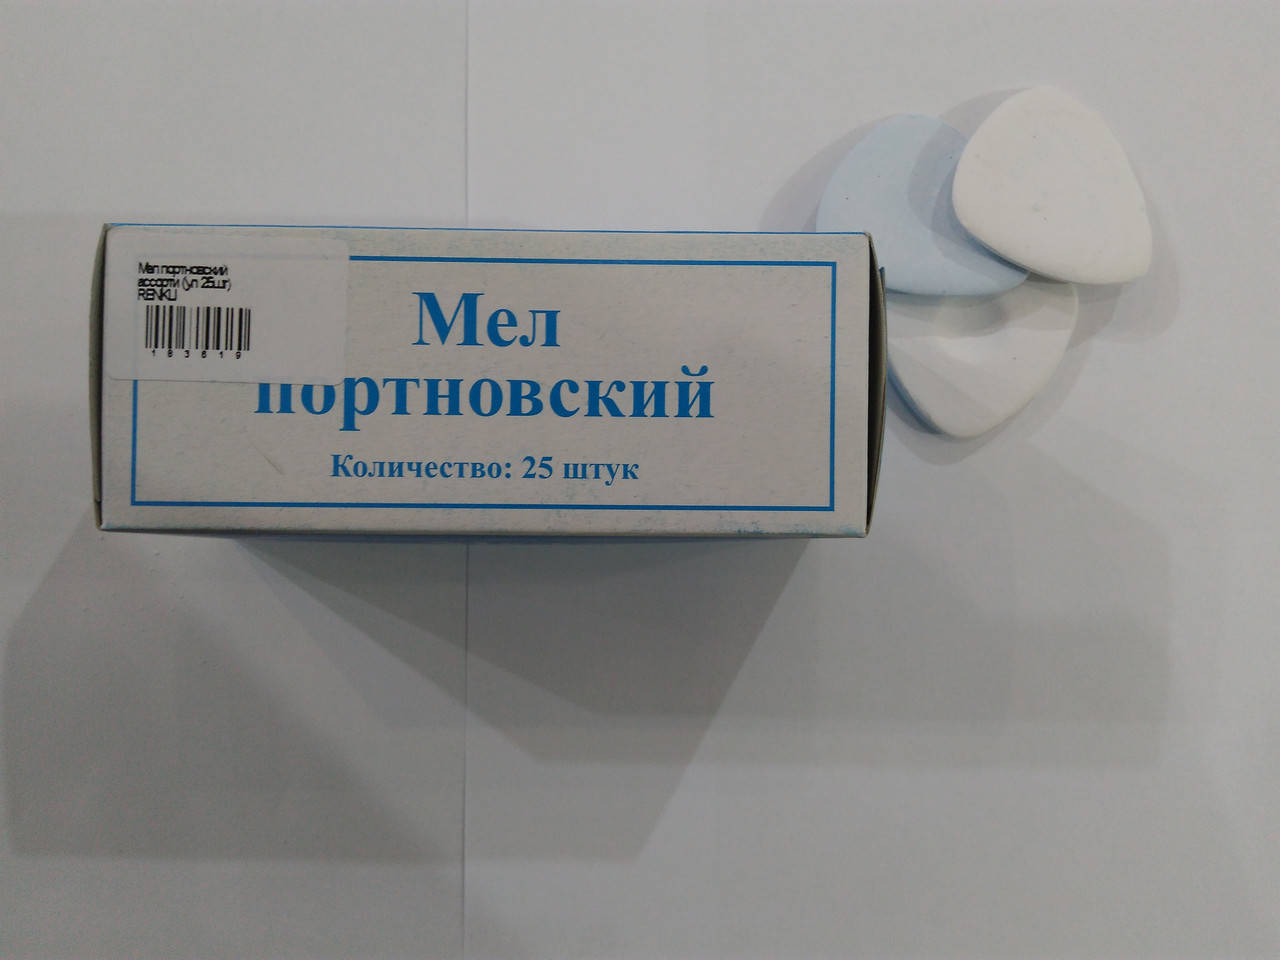 Мел портновский
ассорти (уп 25шт)
RENKLI
183619
Мел
портновский
Количество: 25 штук